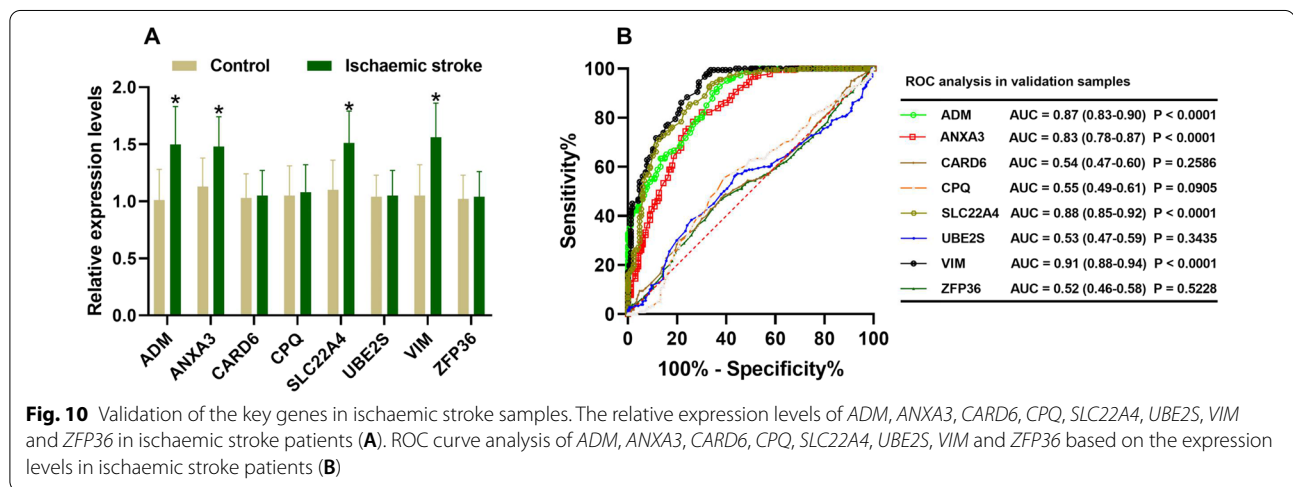 A
Control
Ischaemic stroke
Relative expression levels
2.0
1.5
1.0
0.5
0.0
*
*
*
*
ADM
ANXA3
CARD6
CPQ
SLC22A4
UBE2S
VIM
ZFP36
B
Sensitivity%
100
80
60
40
20
0
0
20
40
60
80
100
100% - Specificity%
ROC analysis in validation samples
ADM AUC = 0.87 (0.83-0.90) P < 0.0001
ANXA3 AUC = 0.83 (0.78-0.87) P < 0.0001
CARD6 AUC = 0.54 (0.47-0.60) P = 0.2586
CPQ AUC = 0.55 (0.49-0.61) P = 0.0905
SLC22A4 AUC = 0.88 (0.85-0.92) P < 0.0001
UBE2S AUC = 0.53 (0.47-0.59) P = 0.3435
VIM AUC = 0.91 (0.88-0.94) P < 0.0001
ZFP36 AUC = 0.52 (0.46-0.58) P = 0.5228
Fig. 10 Validation of the key genes in ischaemic stroke samples. The relative expression levels of ADM, ANXA3, CARD6, CPQ, SLC22A4, UBE2S, VIM
and ZFP36 in ischaemic stroke patients (A). ROC curve analysis of ADM, ANXA3, CARD6, CPQ, SLC22A4, UBE2S, VIM and ZFP36 based on the expression
levels in ischaemic stroke patients (B)